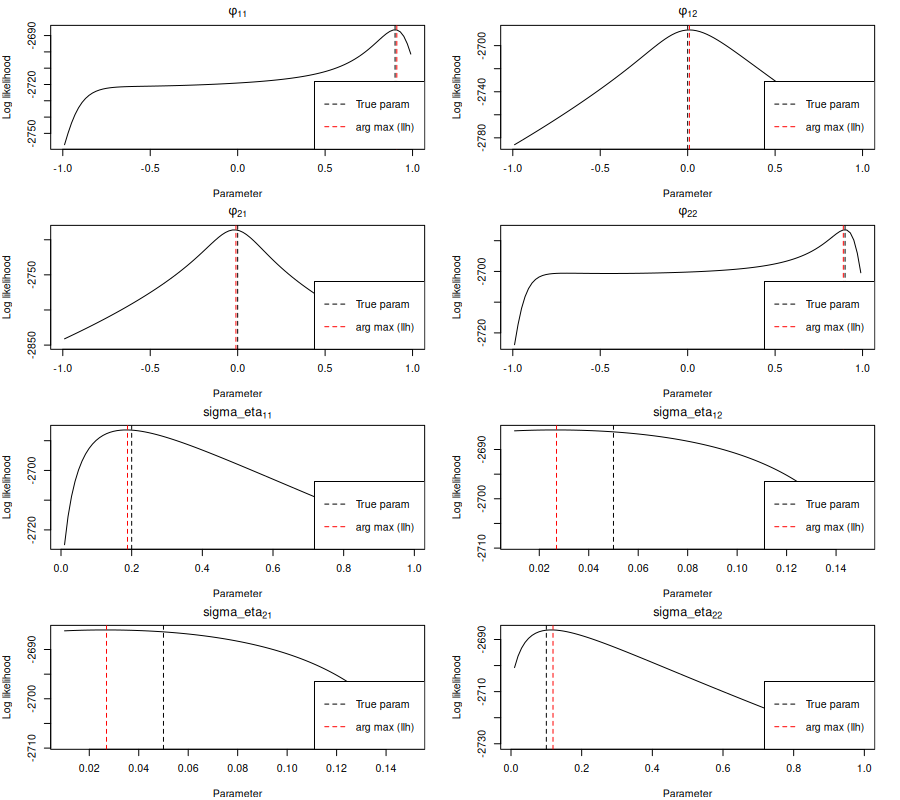 φ11
Log likelihood
-2690
-2720
-2750
True param
arg max (llh)
-1.0 -0.5 0.0 0.5 1.0
Parameter
φ12
Log likelihood
-2700
-2740
-2780
True param
arg max (llh)
-1.0 -0.5 0.0 0.5 1.0
Parameter
φ21
Log likelihood
-2750
-2850
True param
arg max (llh)
-1.0 -0.5 0.0 0.5 1.0
Parameter
φ22
Log likelihood
-2700
-2720
True param
arg max (llh)
-1.0 -0.5 0.0 0.5 1.0
Parameter
sigma_eta11
Log likelihood
-2700
-2720
True param
arg max (llh)
0.0 0.2 0.4 0.6 0.8 1.0
Parameter
sigma_eta12
Log likelihood
-2690
-2700
-2710
True param
arg max (llh)
0.02 0.04 0.06 0.08 0.10 0.12 0.14
Parameter
sigma_eta21
Log likelihood
-2690
-2700
-2710
True param
arg max (llh)
0.02 0.04 0.06 0.08 0.10 0.12 0.14
Parameter
sigma_eta22
Log likelihood
-2690
-2710
-2730
True param
arg max (llh)
0.0 0.2 0.4 0.6 0.8 1.0
Parameter